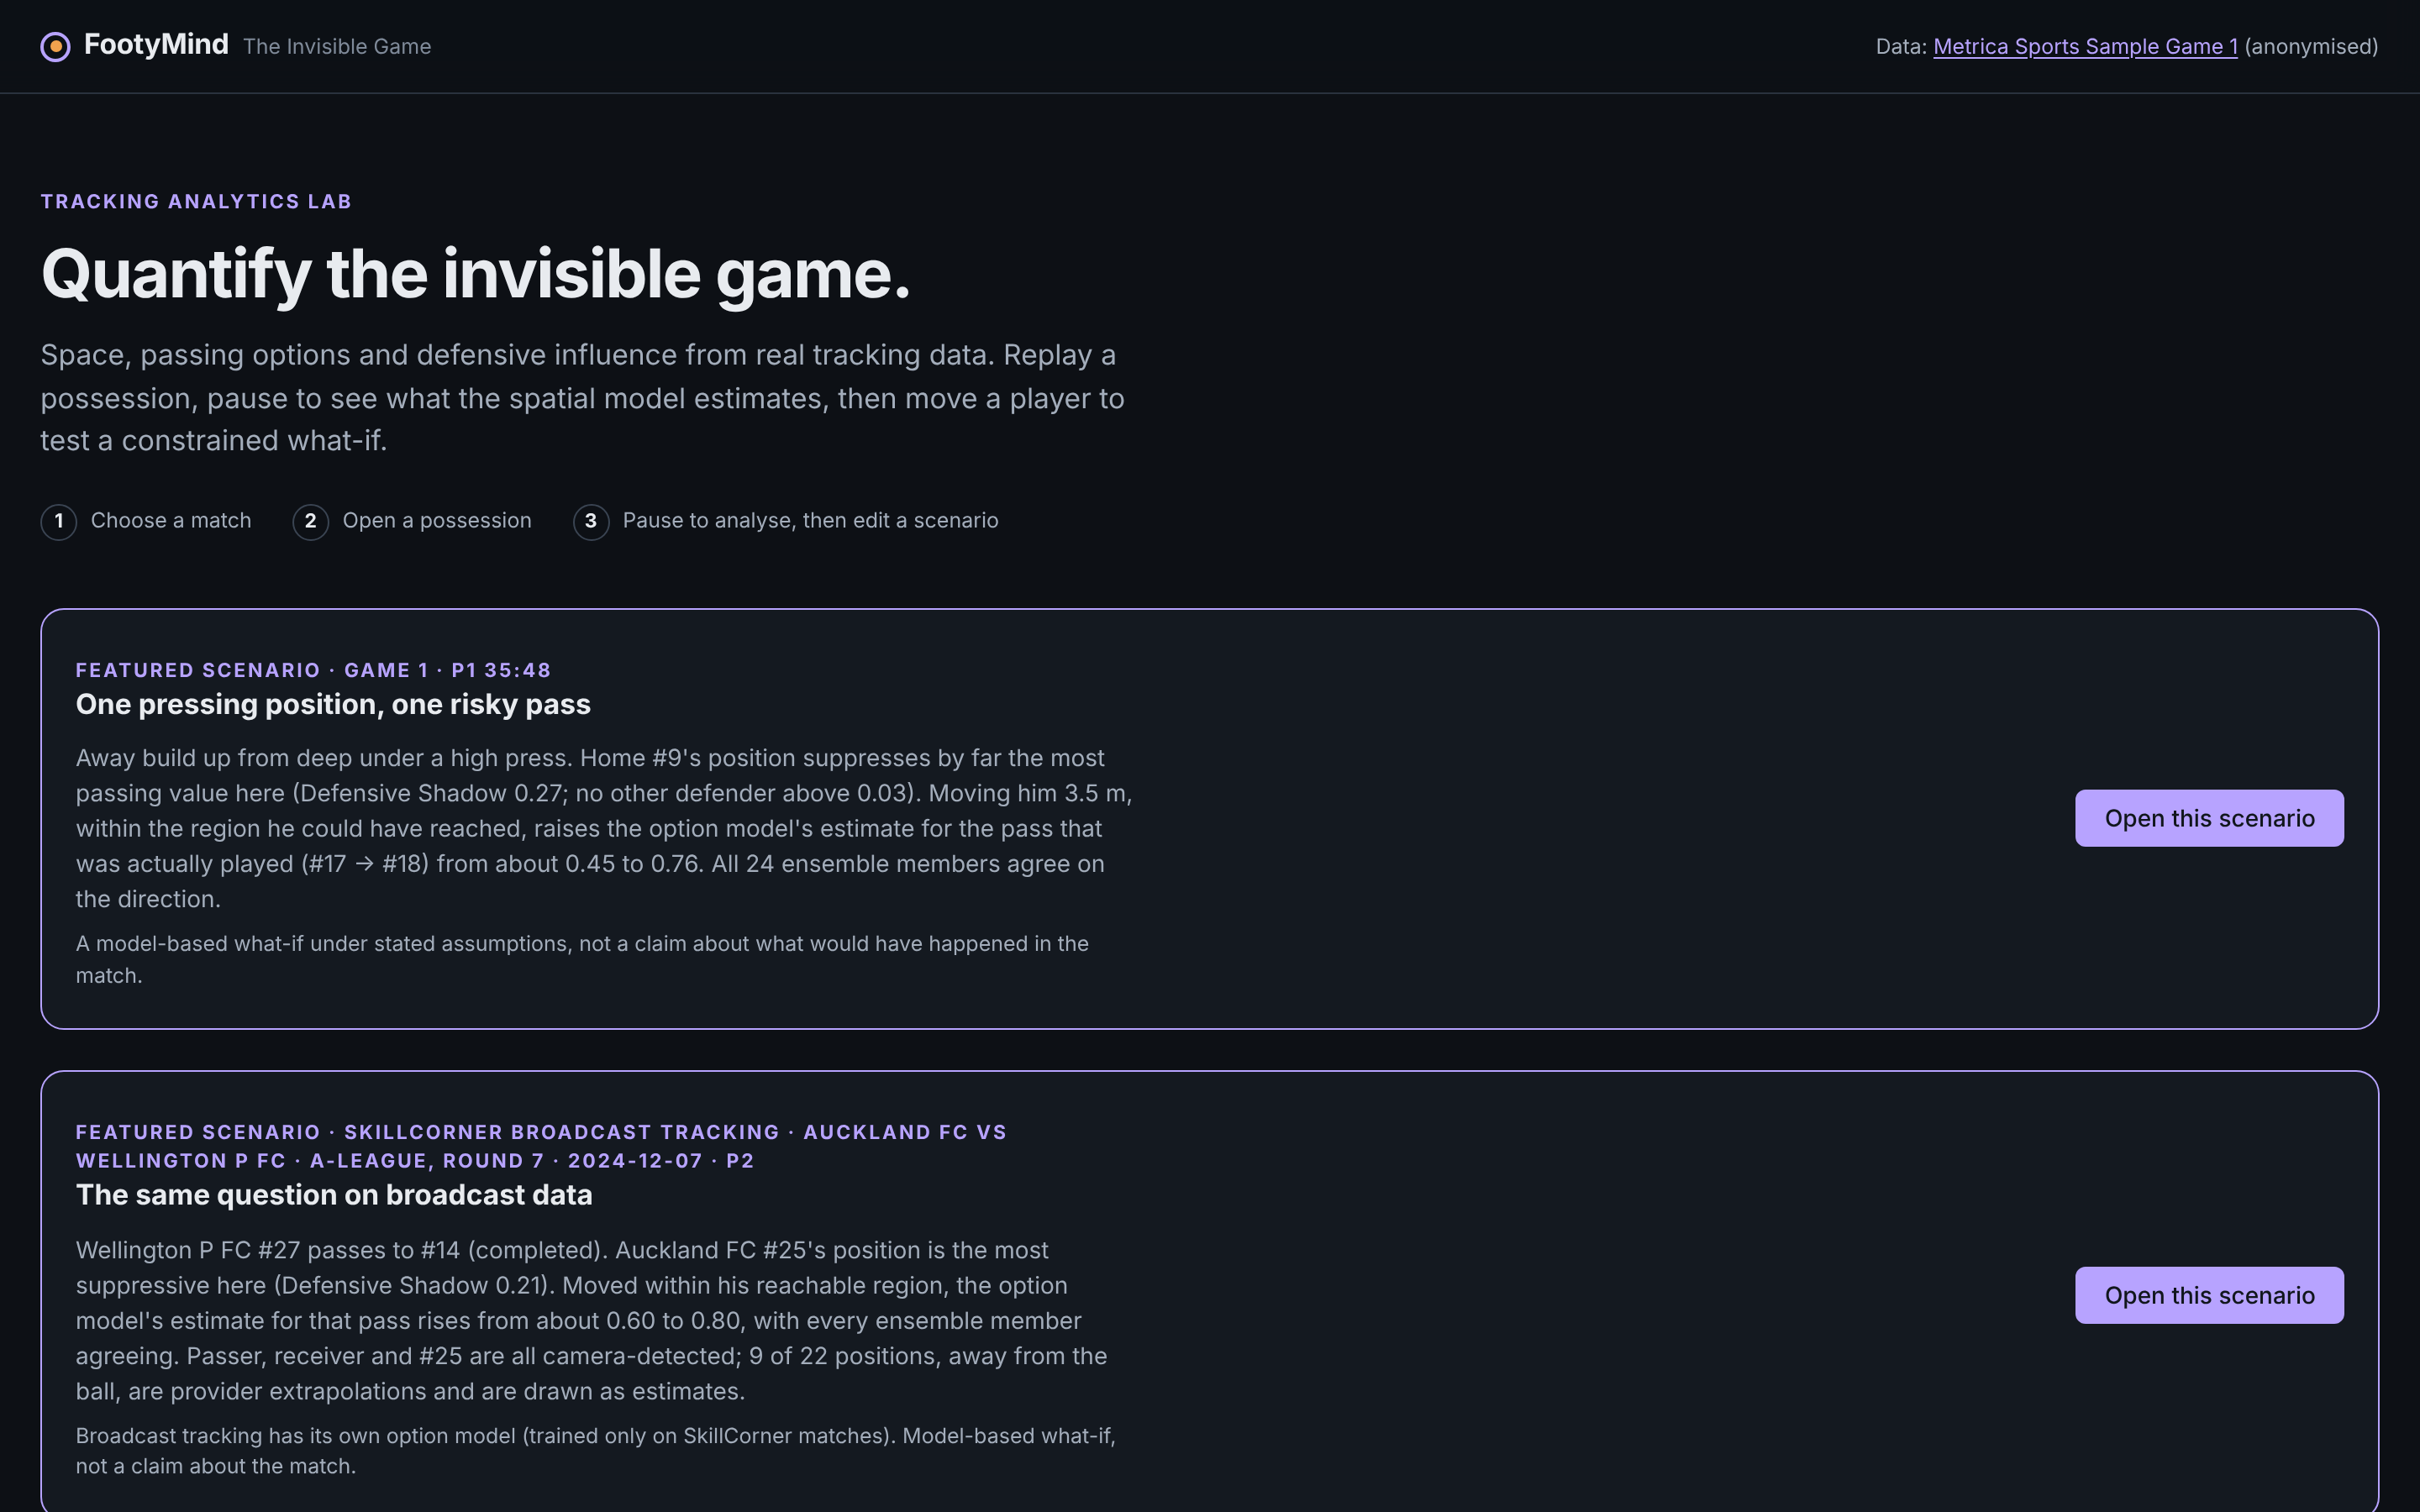 FootyMind The Invisible Game
Data: Metrica Sports Sample Game 1 (anonymised)
TRACKING ANALYTICS LAB
Quantify the invisible game.
Space, passing options and defensive influence from real tracking data. Replay a
possession, pause to see what the spatial model estimates, then move a player to
test a constrained what-if.
1 Choose a match 2 Open a possession 3 Pause to analyse, then edit a scenario
FEATURED SCENARIO · GAME 1 · P1 35:48
One pressing position, one risky pass
Away build up from deep under a high press. Home #9's position suppresses by far the most
passing value here (Defensive Shadow 0.27; no other defender above 0.03). Moving him 3.5 m,
within the region he could have reached, raises the option model's estimate for the pass that
was actually played (#17 → #18) from about 0.45 to 0.76. All 24 ensemble members agree on
the direction.
A model-based what-if under stated assumptions, not a claim about what would have happened in the
match.
Open this scenario
FEATURED SCENARIO · SKILLCORNER BROADCAST TRACKING · AUCKLAND FC VS
WELLINGTON P FC · A-LEAGUE, ROUND 7 · 2024-12-07 · P2
The same question on broadcast data
Wellington P FC #27 passes to #14 (completed). Auckland FC #25's position is the most
suppressive here (Defensive Shadow 0.21). Moved within his reachable region, the option
model's estimate for that pass rises from about 0.60 to 0.80, with every ensemble member
agreeing. Passer, receiver and #25 are all camera-detected; 9 of 22 positions, away from the
ball, are provider extrapolations and are drawn as estimates.
Broadcast tracking has its own option model (trained only on SkillCorner matches). Model-based what-if,
not a claim about the match.
Open this scenario